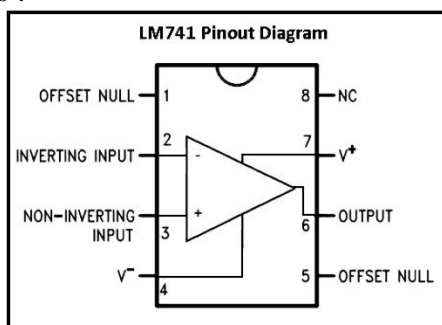 LM741 Pinout Diagram
OFFSET NULL 1
8 NC
INVERTING INPUT 2
-
7 V+
NON-INVERTING
INPUT 3
+
6 OUTPUT
V- 4
5 OFFSET NULL